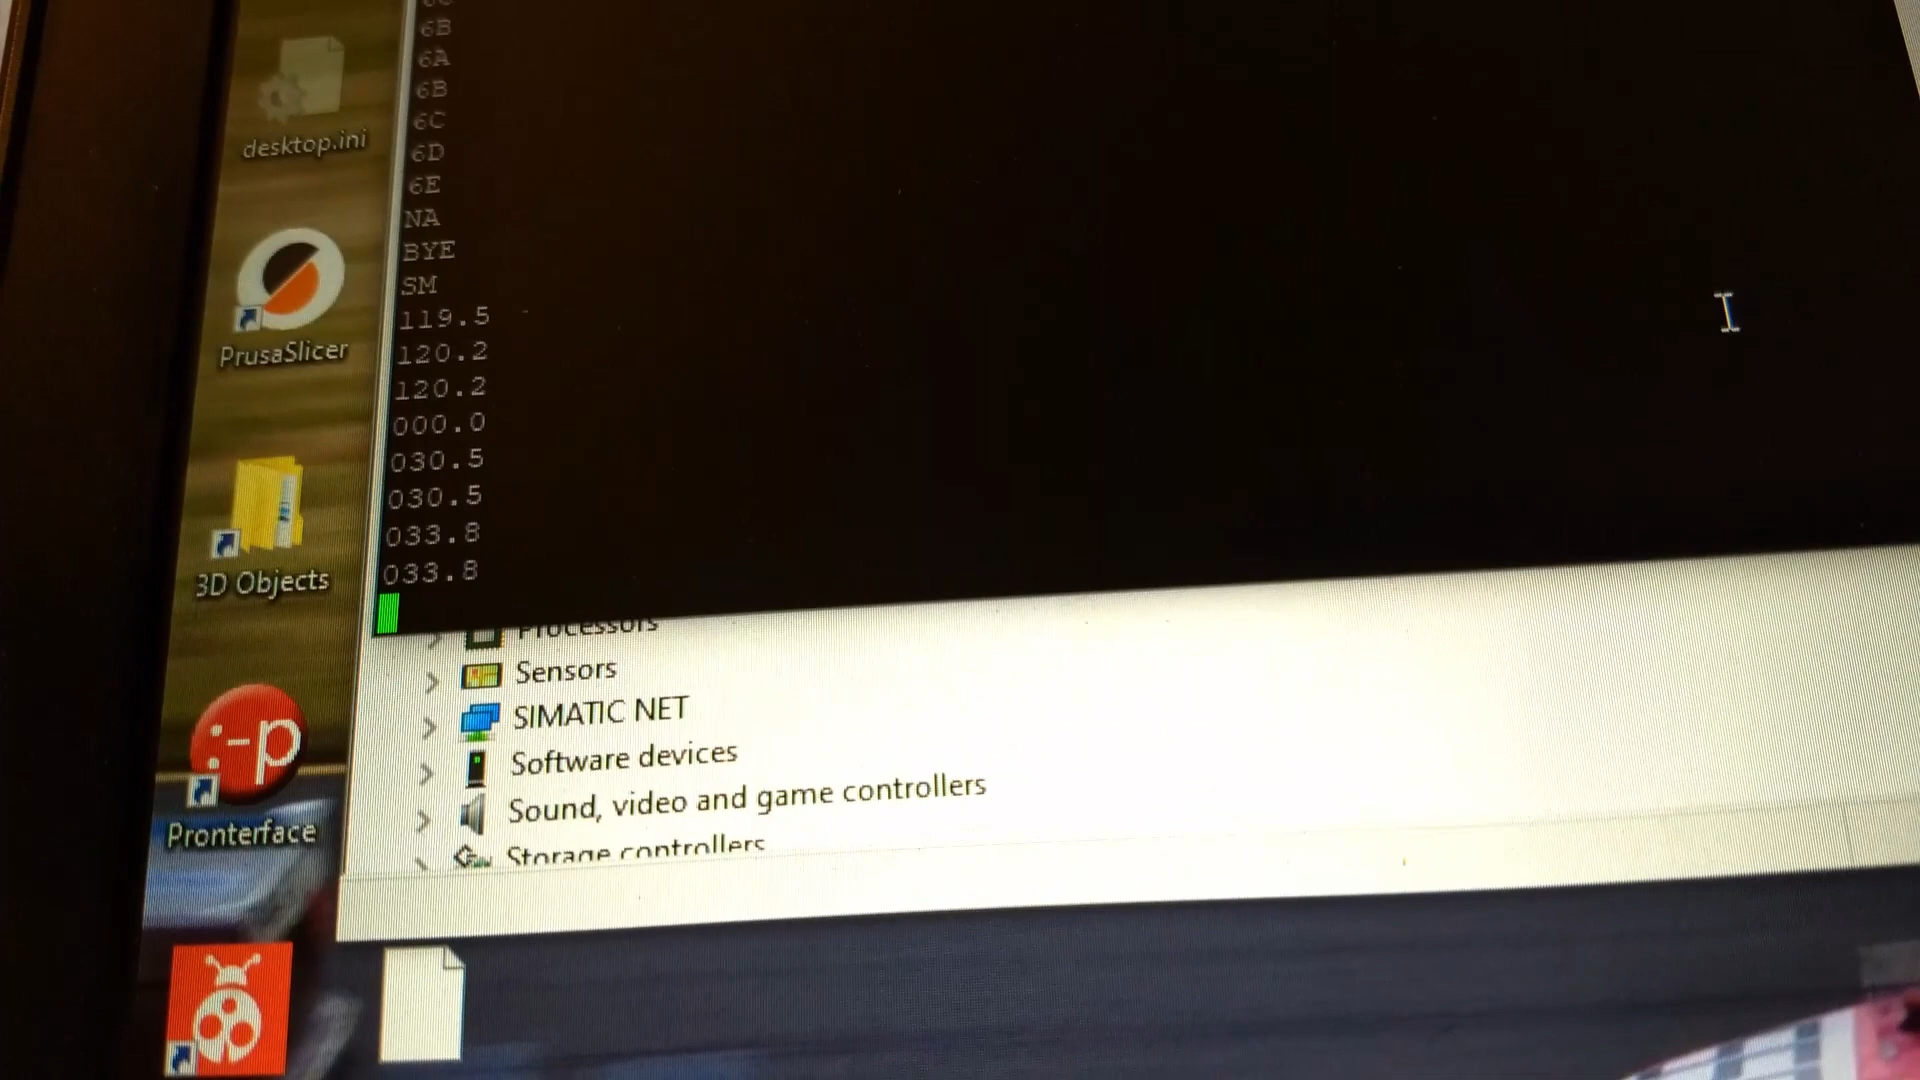 6B
6A
6B
6C
6D
6E
NA
BYE
SM
119.5
120.2
120.2
000.0
030.5
030.5
033.8
033.8
desktop.ini
PrusaSlicer
3D Objects
:-p
Pronterface
Processors
Sensors
SIMATIC NET
Software devices
Sound, video and game controllers
Storage controllers